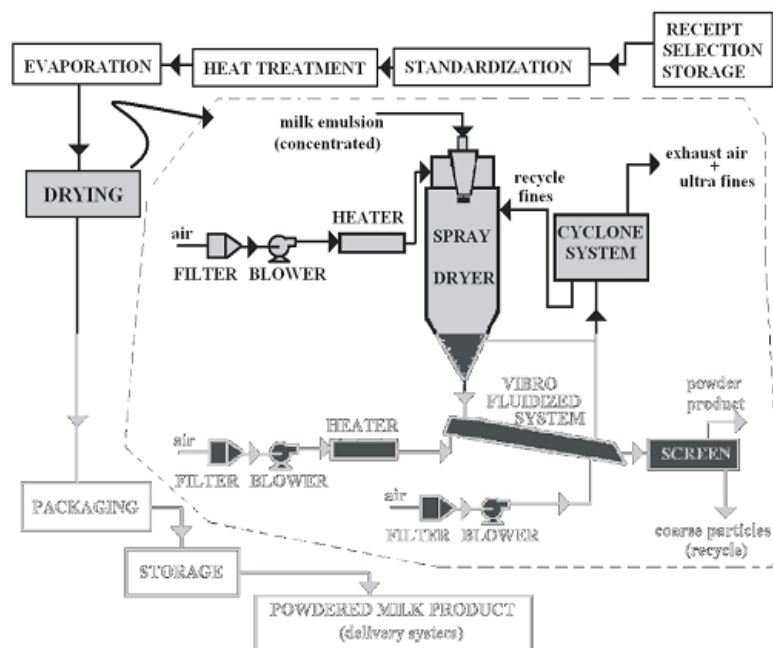 RECEIPT
SELECTION
STORAGE
STANDARDIZATION
HEAT TREATMENT
EVAPORATION
DRYING
milk emulsion
(concentrated)
exhaust air
+
ultra fines
recycle
fines
HEATER
CYCLONE
SYSTEM
SPRAY
DRYER
air
FILTER
BLOWER
VIBRO
FLUIDIZED
SYSTEM
powder
product
HEATER
SCREEN
air
FILTER
BLOWER
air
FILTER
BLOWER
coarse particles
(recycle)
PACKAGING
STORAGE
POWDERED MILK PRODUCT
(delivery system)